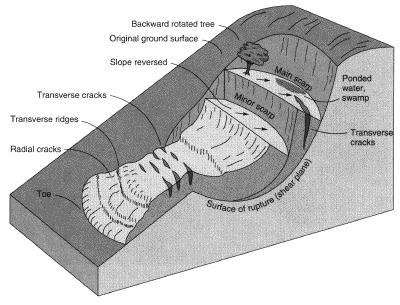 Backward rotated tree
Original ground surface
Slope reversed
Main scarp
Ponded
water,
swamp
Minor scarp
Transverse cracks
Transverse
cracks
Transverse ridges
Radial cracks
Toe
Surface of rupture (shear plane)